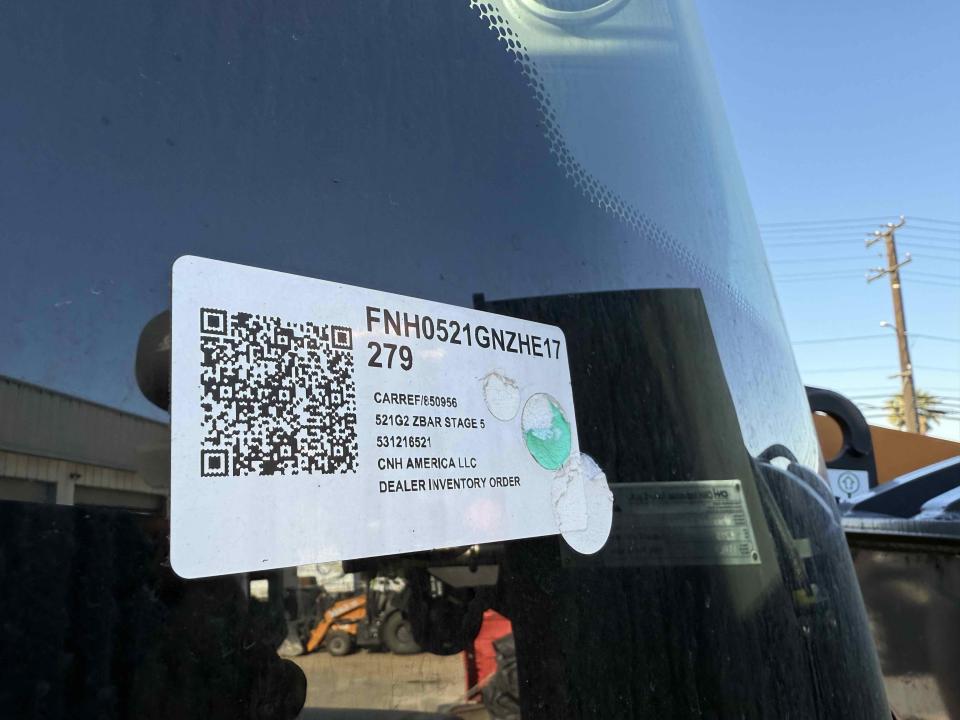 FNH0521GNZHE17
279
CARREF/850956
521G2 ZBAR STAGE 5
531216521
CNH AMERICA LLC
DEALER INVENTORY ORDER